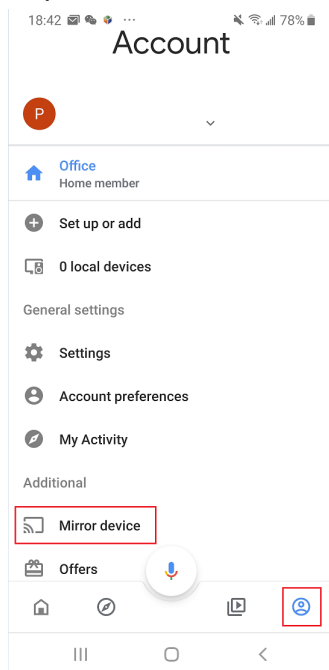 18:42 78%
Account
P
Office
Home member
Set up or add
0 local devices
General settings
Settings
Account preferences
My Activity
Additional
Mirror device
Offers